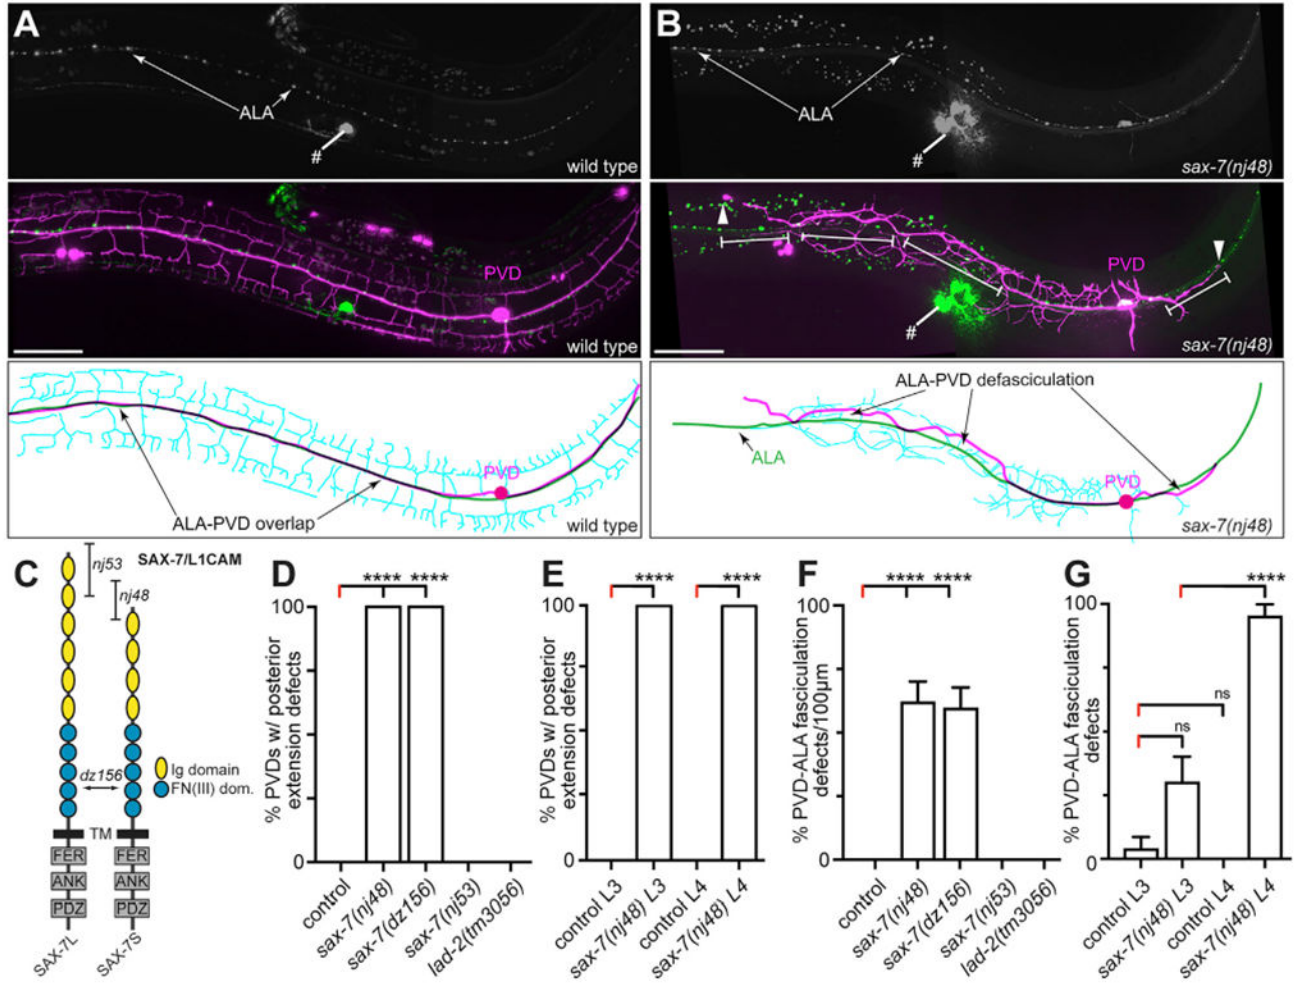 A
ALA
#
wild type
PVD
wild type
PVD
ALA-PVD overlap
wild type
B
ALA
#
sax-7(nj48)
PVD
#
sax-7(nj48)
ALA-PVD defasciculation
ALA
PVD
sax-7(nj48)
C
SAX-7/L1CAM
nj53
nj48
dz156
Ig domain
FN(III) dom.
TM
FER FER
ANK ANK
PDZ PDZ
SAX-7L
SAX-7S
D
**** ****
% PVDs w/ posterior
extension defects
100
0
control
sax-7(nj48)
sax-7(dz156)
sax-7(nj53)
lad-2(tm3056)
E
**** ****
% PVDs w/ posterior
extension defects
100
0
control L3
sax-7(nj48) L3
control L4
sax-7(nj48) L4
F
**** ****
% PVD-ALA fasciculation
defects/100µm
100
0
control
sax-7(nj48)
sax-7(dz156)
sax-7(nj53)
lad-2(tm3056)
G
****
ns
ns
% PVD-ALA fasciculation
defects
100
0
control L3
sax-7(nj48) L3
control L4
sax-7(nj48) L4